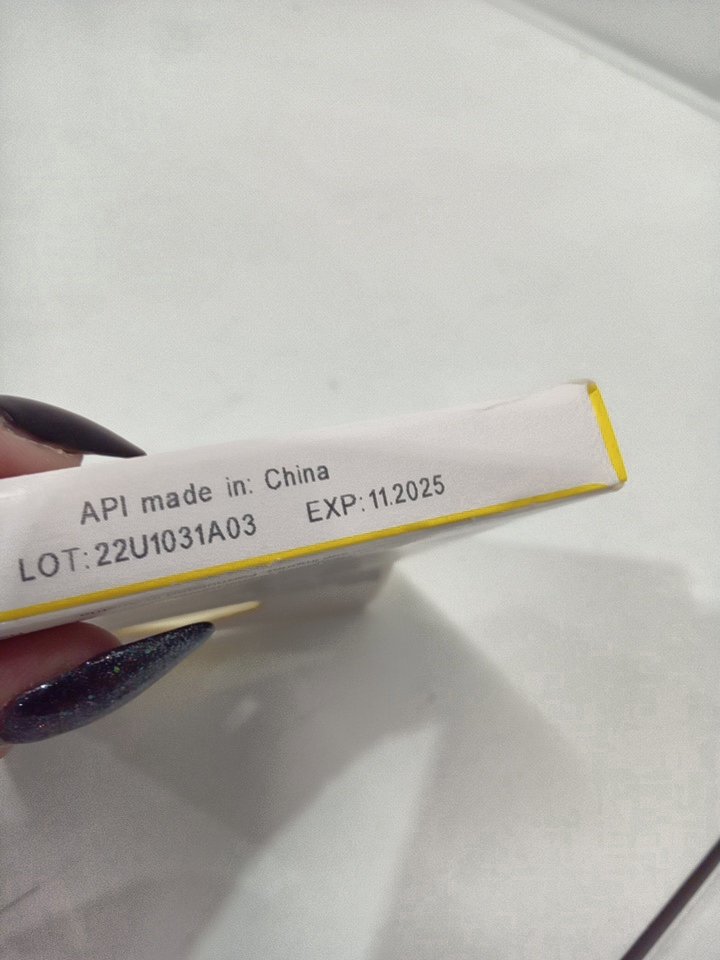 API made in: China
LOT: 22U1031A03 EXP: 11.2025